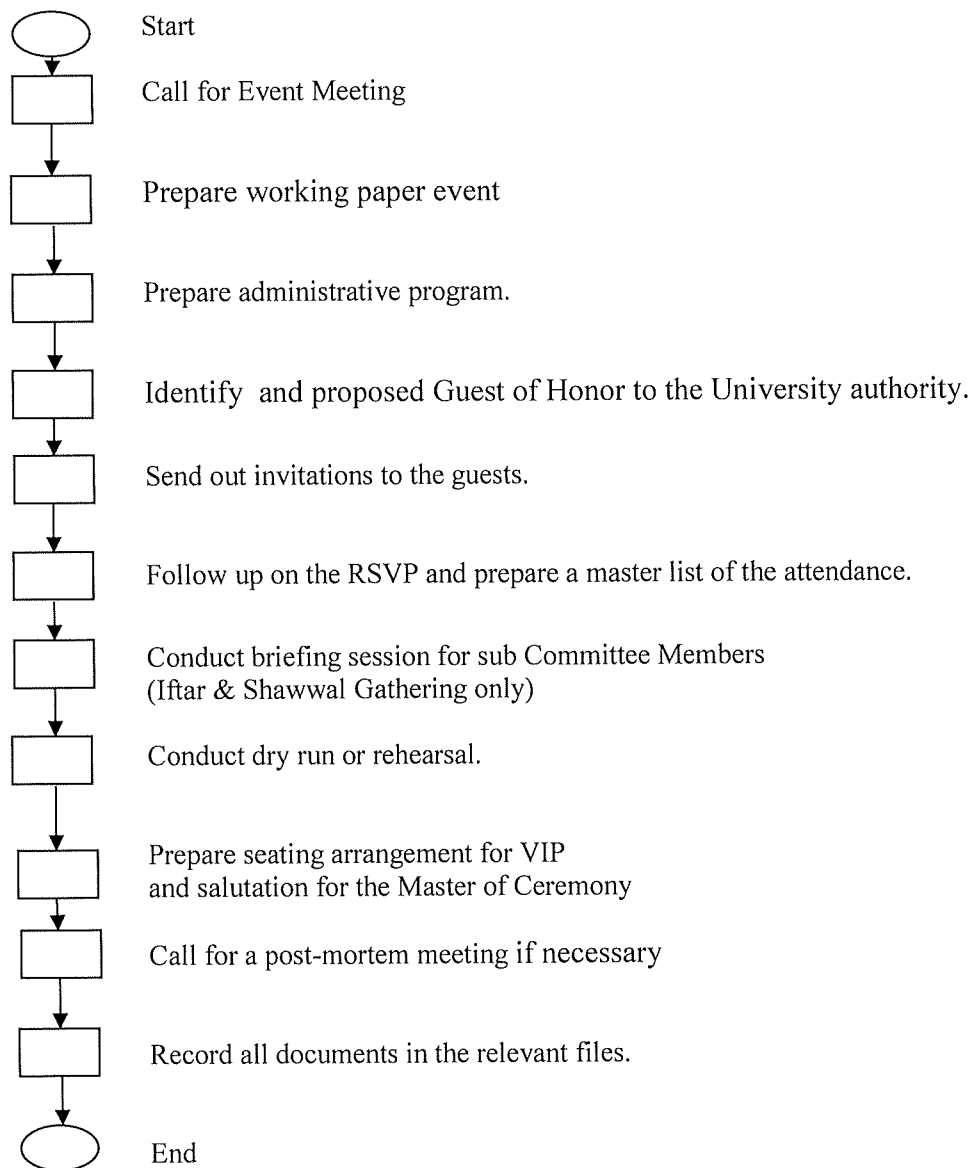 Start
Call for Event Meeting
Prepare working paper event
Prepare administrative program.
Identify and proposed Guest of Honor to the University authority.
Send out invitations to the guests.
Follow up on the RSVP and prepare a master list of the attendance.
Conduct briefing session for sub Committee Members
(Iftar & Shawwal Gathering only)
Conduct dry run or rehearsal.
Prepare seating arrangement for VIP
and salutation for the Master of Ceremony
Call for a post-mortem meeting if necessary
Record all documents in the relevant files.
End